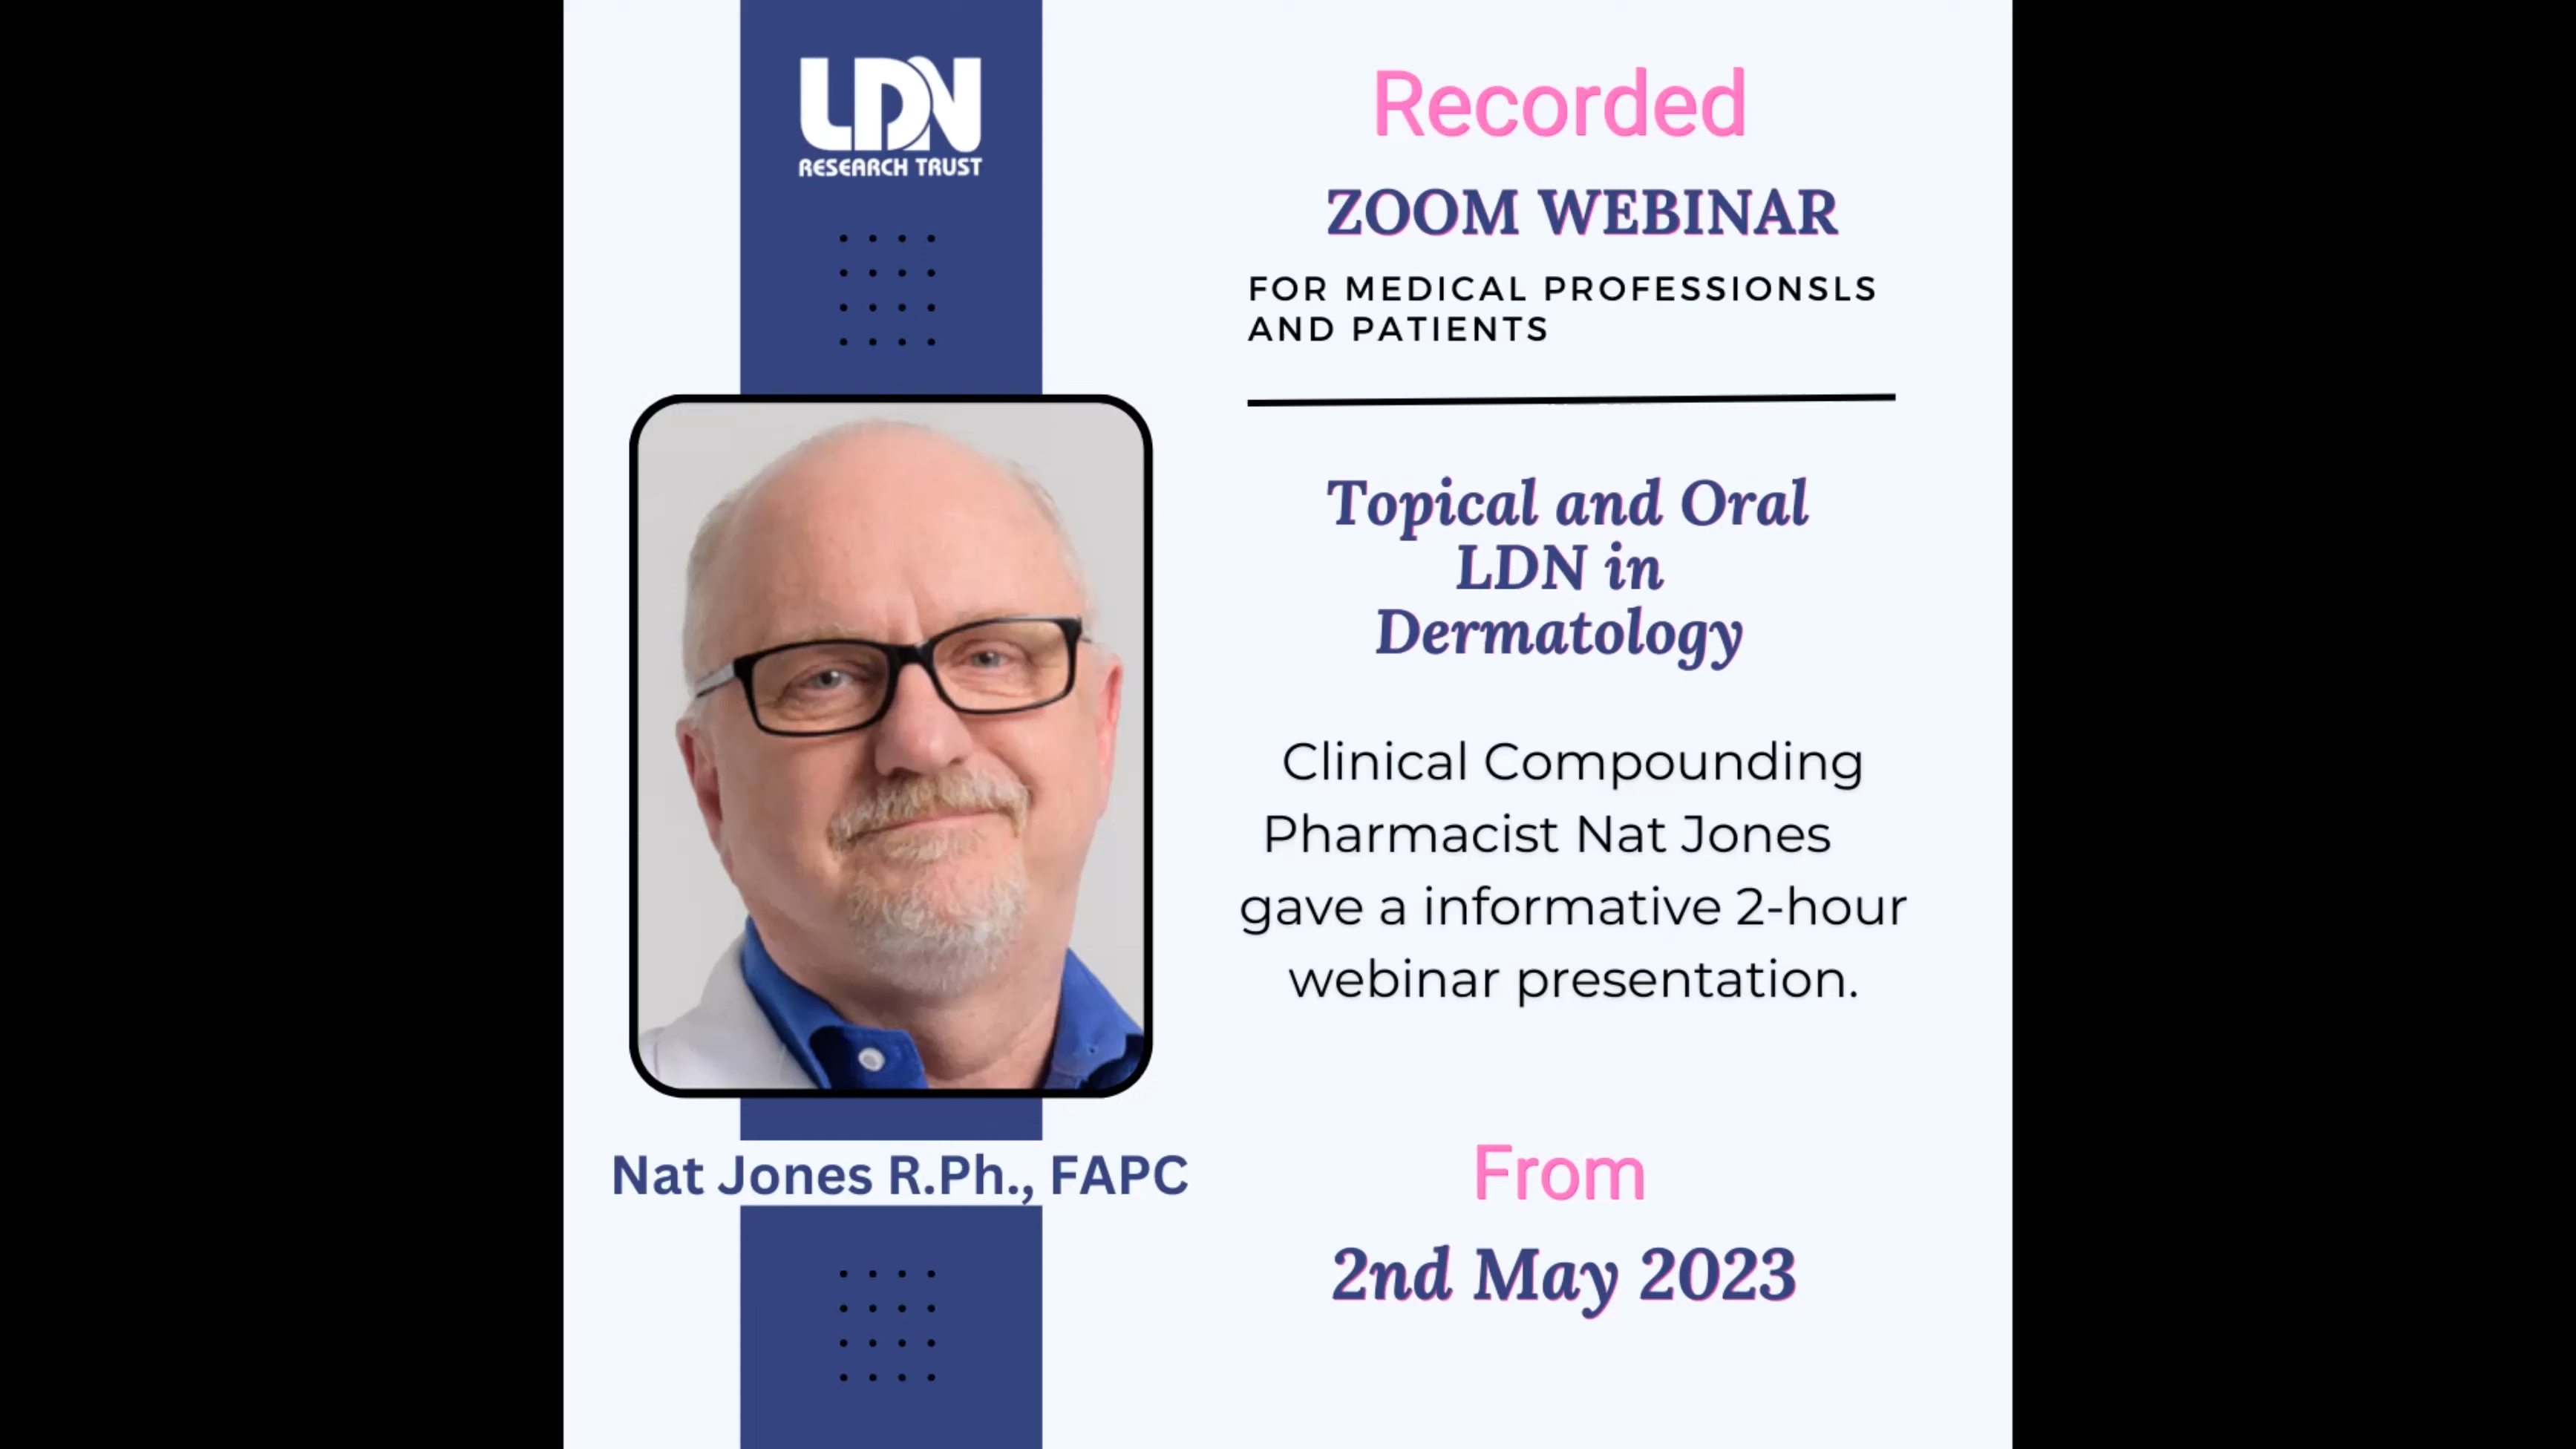 LDN
RESEARCH TRUST
Nat Jones R.Ph., FAPC
Recorded
ZOOM WEBINAR
FOR MEDICAL PROFESSIONSLS
AND PATIENTS
Topical and Oral
LDN in
Dermatology
Clinical Compounding
Pharmacist Nat Jones
gave a informative 2-hour
webinar presentation.
From
2nd May 2023